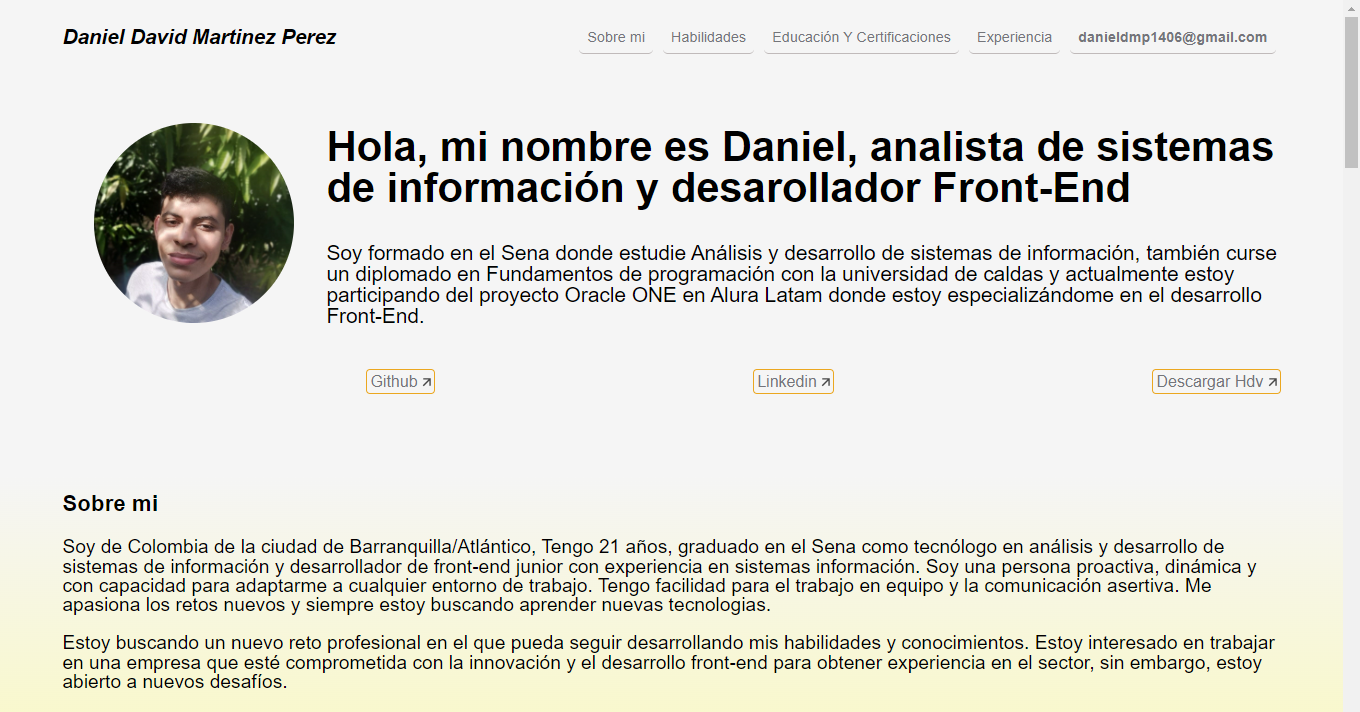 Daniel David Martinez Perez
Sobre mi
Habilidades
Educación Y Certificaciones
Experiencia
danieldmp1406@gmail.com
Hola, mi nombre es Daniel, analista de sistemas
de información y desarollador Front-End
Soy formado en el Sena donde estudie Análisis y desarrollo de sistemas de información, también curse
un diplomado en Fundamentos de programación con la universidad de caldas y actualmente estoy
participando del proyecto Oracle ONE en Alura Latam donde estoy especializándome en el desarrollo
Front-End.
Github
Linkedin
Descargar Hdv
Sobre mi
Soy de Colombia de la ciudad de Barranquilla/Atlántico, Tengo 21 años, graduado en el Sena como tecnólogo en análisis y desarrollo de
sistemas de información y desarrollador de front-end junior con experiencia en sistemas información. Soy una persona proactiva, dinámica y
con capacidad para adaptarme a cualquier entorno de trabajo. Tengo facilidad para el trabajo en equipo y la comunicación asertiva. Me
apasiona los retos nuevos y siempre estoy buscando aprender nuevas tecnologias.
Estoy buscando un nuevo reto profesional en el que pueda seguir desarrollando mis habilidades y conocimientos. Estoy interesado en trabajar
en una empresa que esté comprometida con la innovación y el desarrollo front-end para obtener experiencia en el sector, sin embargo, estoy
abierto a nuevos desafíos.